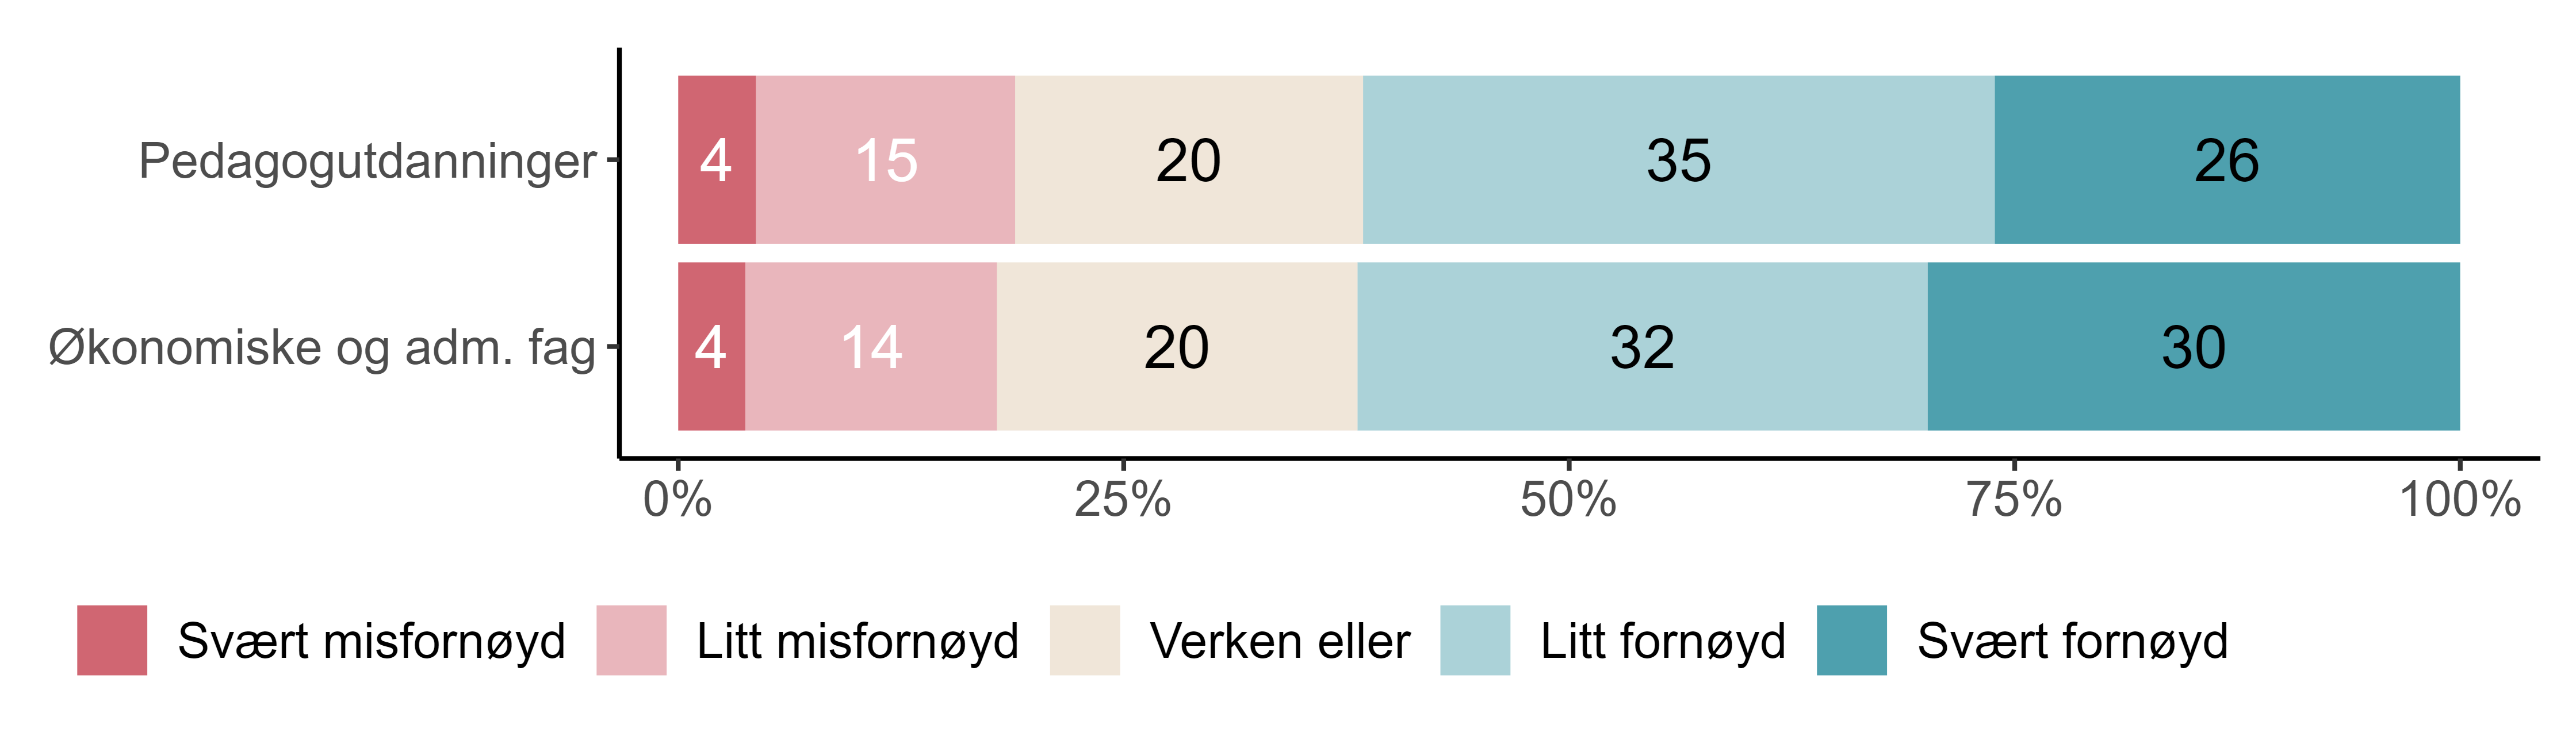 Pedagogutdanninger 4 15 20 35 26
Økonomiske og adm. fag 4 14 20 32 30
0% 25% 50% 75% 100%
Svært misfornøyd Litt misfornøyd Verken eller Litt fornøyd Svært fornøyd